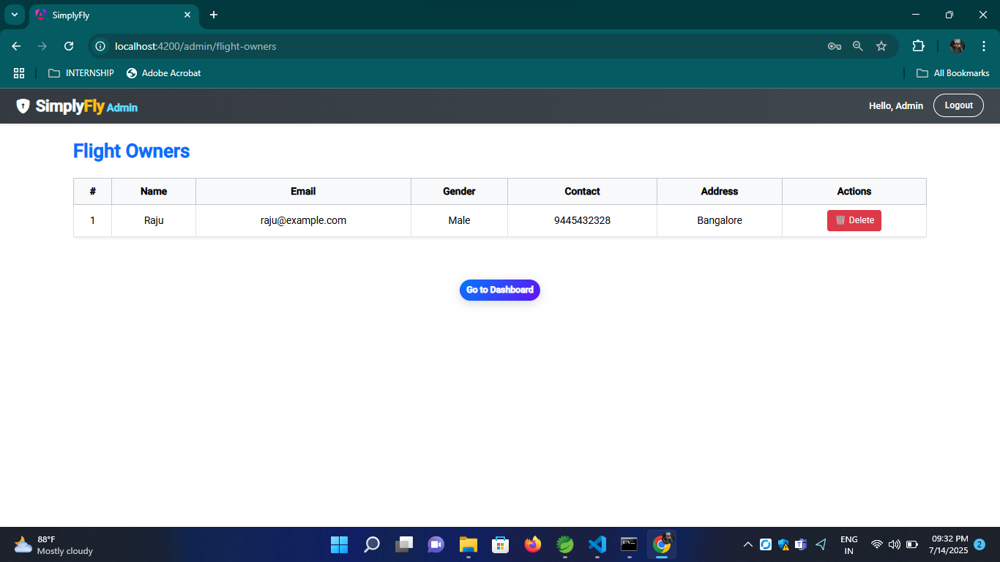 SimplyFly
localhost:4200/admin/flight-owners
INTERNSHIP Adobe Acrobat All Bookmarks
SimplyFly Admin Hello, Admin Logout
Flight Owners
# Name Email Gender Contact Address Actions
1 Raju raju@example.com Male 9445432328 Bangalore Delete
Go to Dashboard
88°F
Mostly cloudy
ENG
IN
09:32 PM
7/14/2025
2